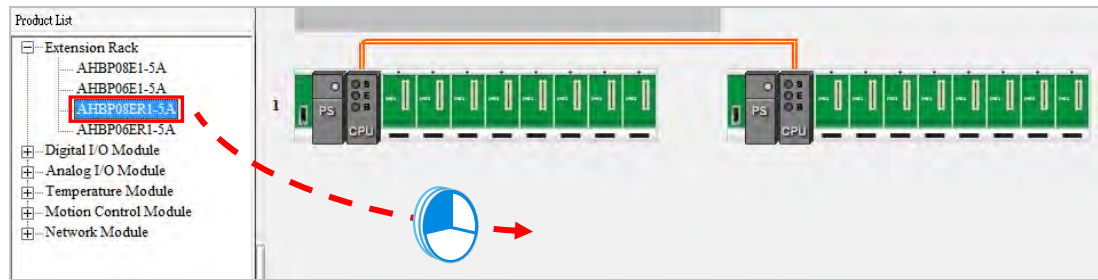 Product List
Extension Rack
AHBP08E1-5A
AHBP06E1-5A
AHBP08ER1-5A
AHBP06ER1-5A
Digital I/O Module
Analog I/O Module
Temperature Module
Motion Control Module
Network Module
1
PS
CPU
S
E
B
PS
CPU
S
E
B